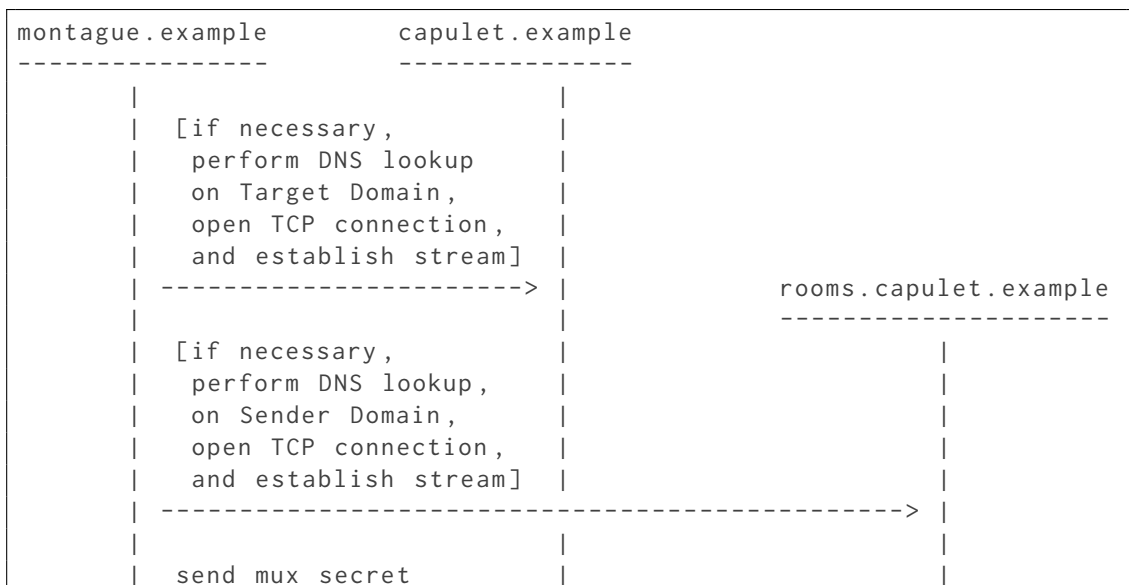 montague.example        capulet.example
----------------        ---------------
       |                          |
       |  [if necessary,          |
       |   perform DNS lookup     |
       |   on Target Domain,      |
       |   open TCP connection,   |
       |   and establish stream]  |
       | -----------------------> |             rooms.capulet.example
       |                          |             ---------------------
       |  [if necessary,          |                       |
       |   perform DNS lookup,    |                       |
       |   on Sender Domain,      |                       |
       |   open TCP connection,   |                       |
       |   and establish stream]  |                       |
       | -----------------------------------------------> |
       |                          |                       |
       |  send mux secret         |                       |